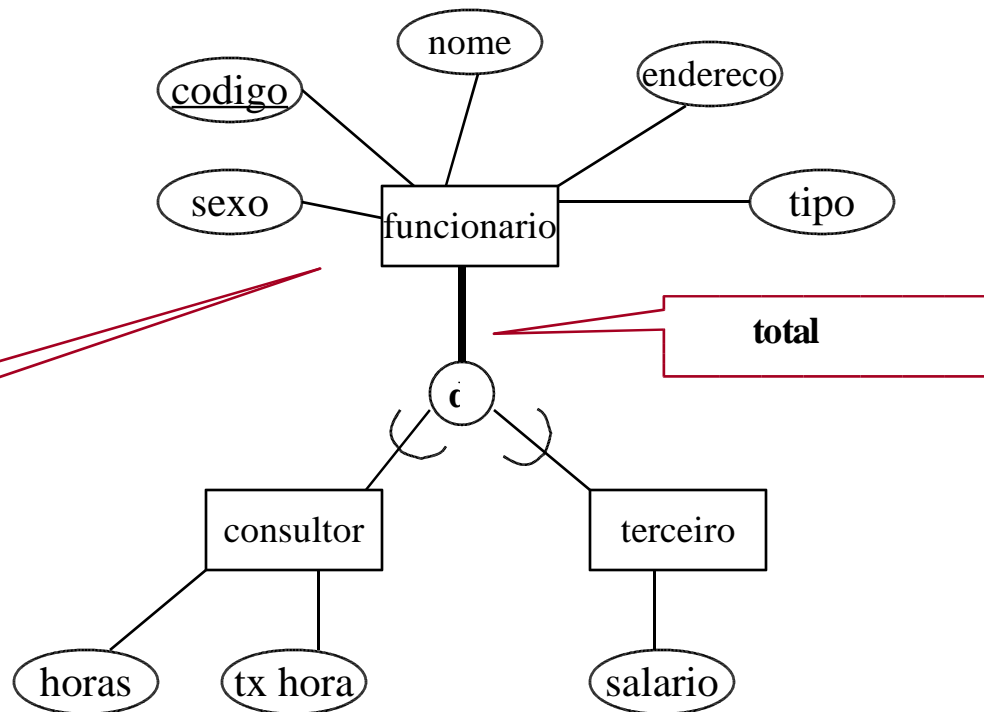 nome
endereco
codigo
sexo
tipo
funcionario
total
consultor
terceiro
horas
tx hora
salario